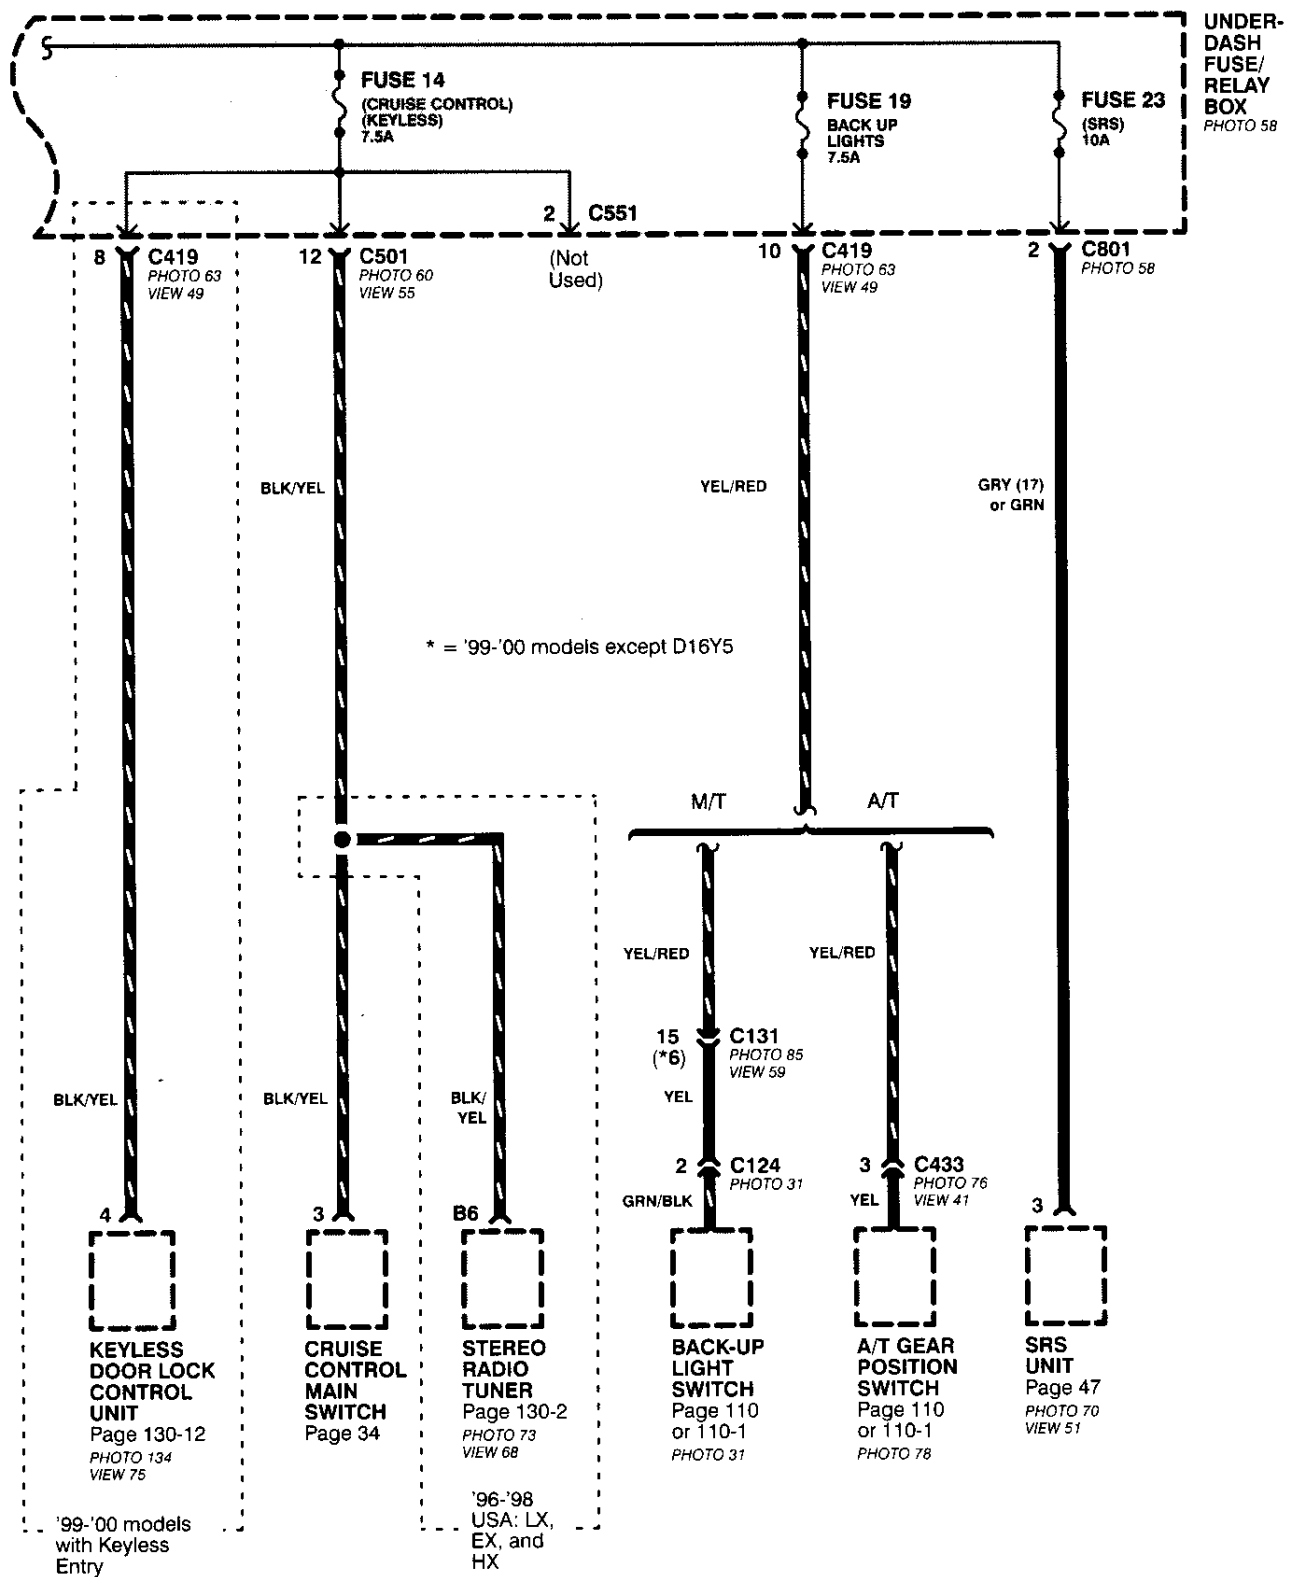 UNDER-
DASH
FUSE/
RELAY
BOX
PHOTO 58
FUSE 14
(CRUISE CONTROL)
(KEYLESS)
7.5A
FUSE 19
BACK UP
LIGHTS
7.5A
FUSE 23
(SRS)
10A
2 C551
(Not
Used)
8 C419
PHOTO 63
VIEW 49
12 C501
PHOTO 60
VIEW 55
10 C419
PHOTO 63
VIEW 49
2 C801
PHOTO 58
BLK/YEL
YEL/RED
GRY (17)
or GRN
* = '99-'00 models except D16Y5
M/T
A/T
YEL/RED
YEL/RED
15 C131
(*6)
PHOTO 85
VIEW 59
BLK/YEL
BLK/YEL
BLK/
YEL
YEL
2 C124
PHOTO 31
3 C433
PHOTO 76
VIEW 41
GRN/BLK
YEL
4
3
B6
3
KEYLESS
DOOR LOCK
CONTROL
UNIT
Page 130-12
PHOTO 134
VIEW 75
CRUISE
CONTROL
MAIN
SWITCH
Page 34
STEREO
RADIO
TUNER
Page 130-2
PHOTO 73
VIEW 68
BACK-UP
LIGHT
SWITCH
Page 110
or 110-1
PHOTO 31
A/T GEAR
POSITION
SWITCH
Page 110
or 110-1
PHOTO 78
SRS
UNIT
Page 47
PHOTO 70
VIEW 51
'99-'00 models
with Keyless
Entry
'96-'98
USA: LX,
EX, and
HX